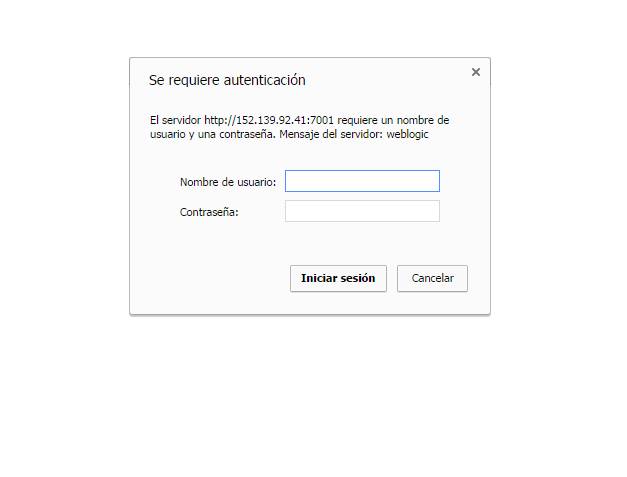 Se requiere autenticación
El servidor http://152.139.92.41:7001 requiere un nombre de
usuario y una contraseña. Mensaje del servidor: weblogic
Nombre de usuario:
Contraseña:
Iniciar sesión Cancelar